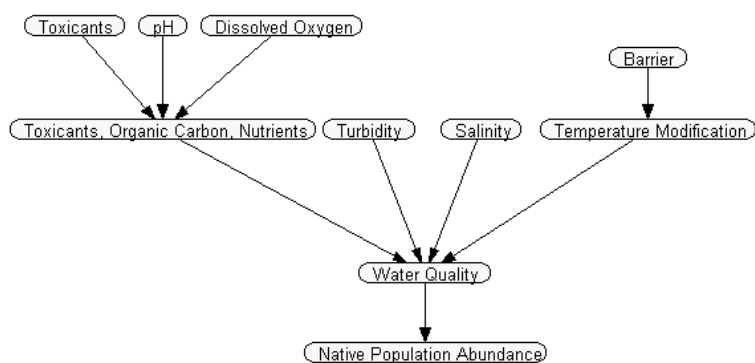 Toxicants
pH
Dissolved Oxygen
Barrier
Toxicants, Organic Carbon, Nutrients
Turbidity
Salinity
Temperature Modification
Water Quality
Native Population Abundance